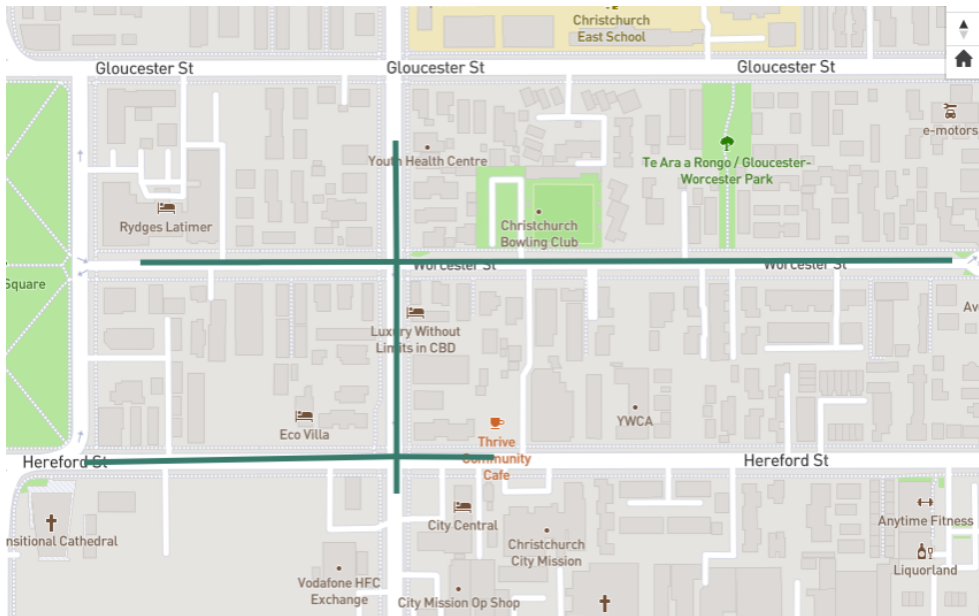 Christchurch
East School
Gloucester St
Gloucester St
Gloucester St
e-motors
Youth Health Centre
Te Ara a Rongo / Gloucester-
Worcester Park
Rydges Latimer
Christchurch
Bowling Club
Worcester St
Worcester St
Square
Av
Luxury Without
Limits in CBD
Eco Villa
YWCA
Thrive
Community
Cafe
Hereford St
Hereford St
City Central
Anytime Fitness
nsitional Cathedral
Christchurch
City Mission
Liquorland
Vodafone HFC
Exchange
City Mission Op Shop